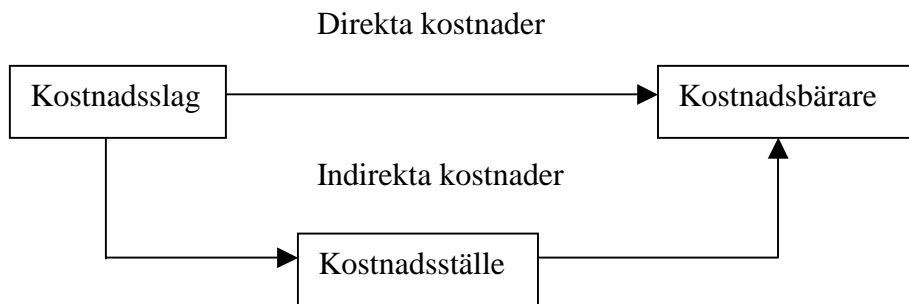 Direkta kostnader
Kostnadsslag
Kostnadsbärare
Indirekta kostnader
Kostnadsställe